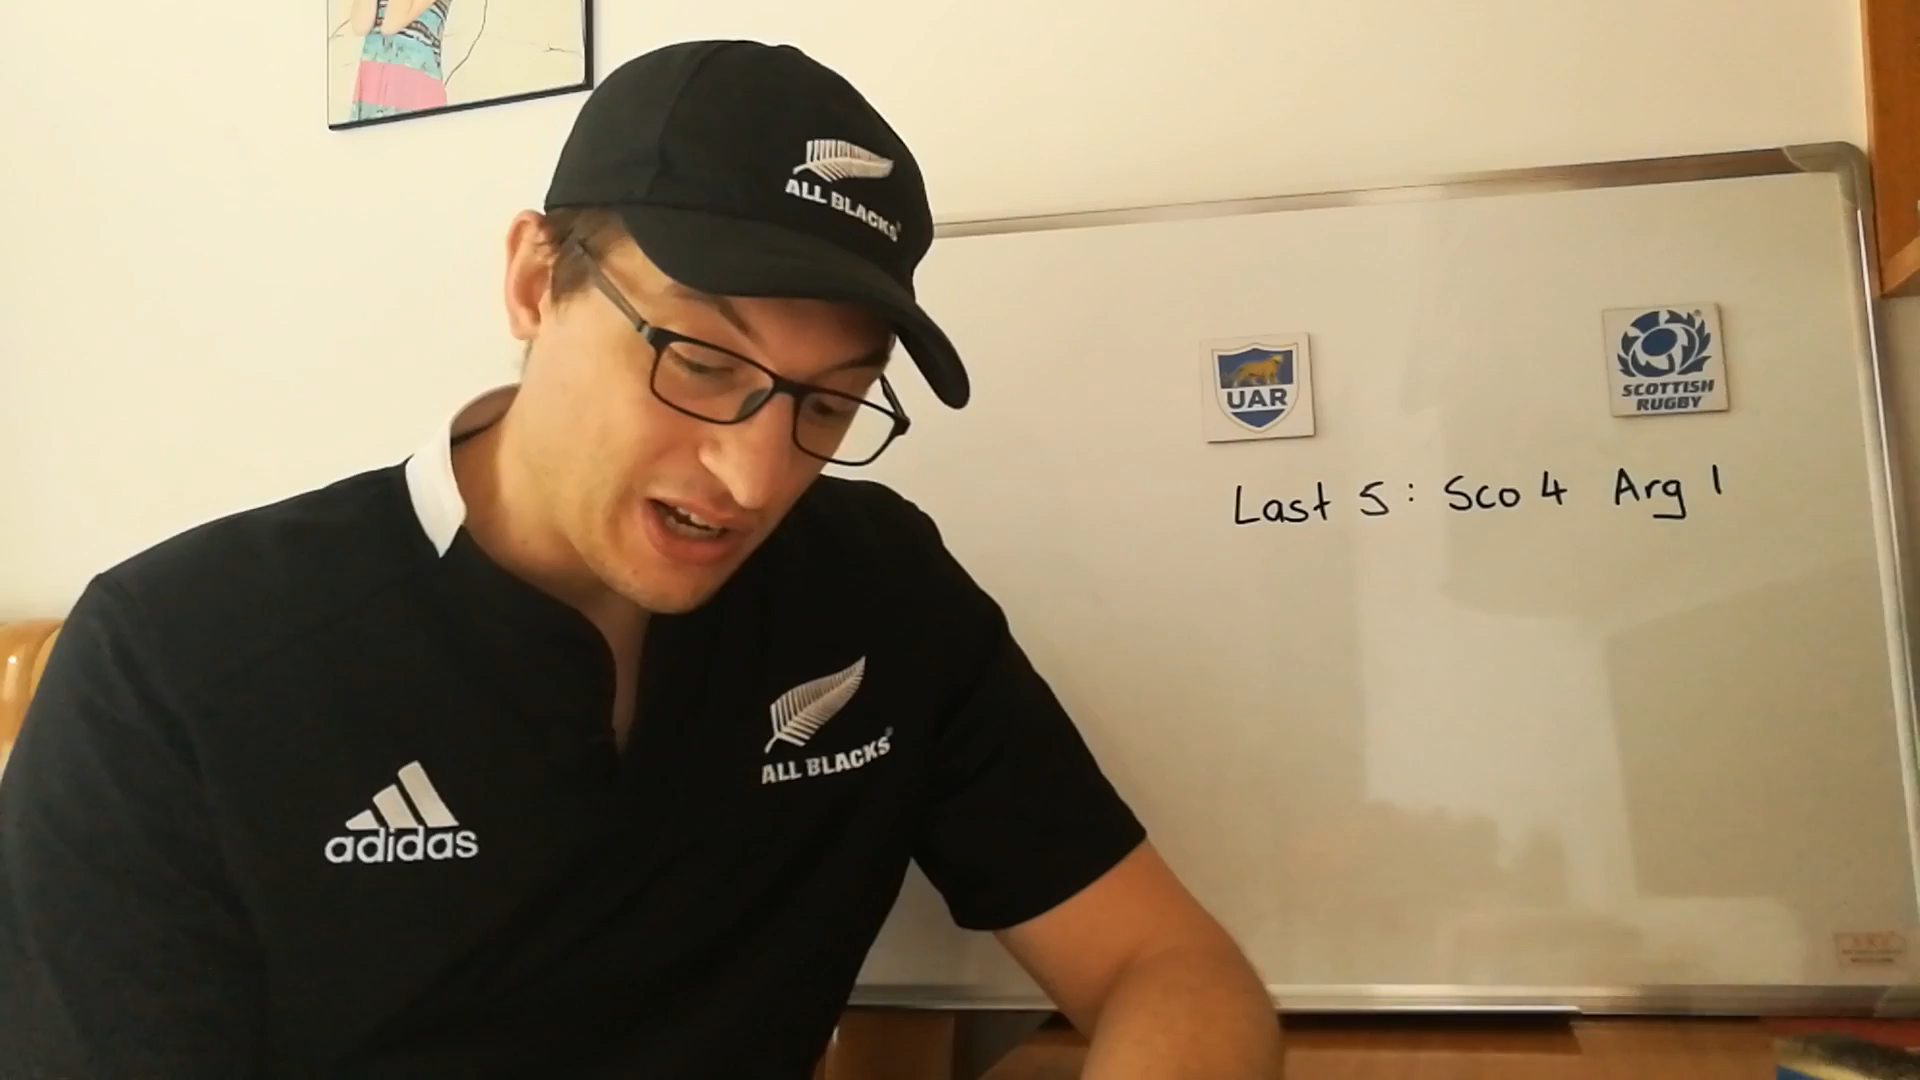 ALL BLACKS
UAR
SCOTTISH
RUGBY
Last 5: Sco 4 Arg 1
ALL BLACKS
adidas